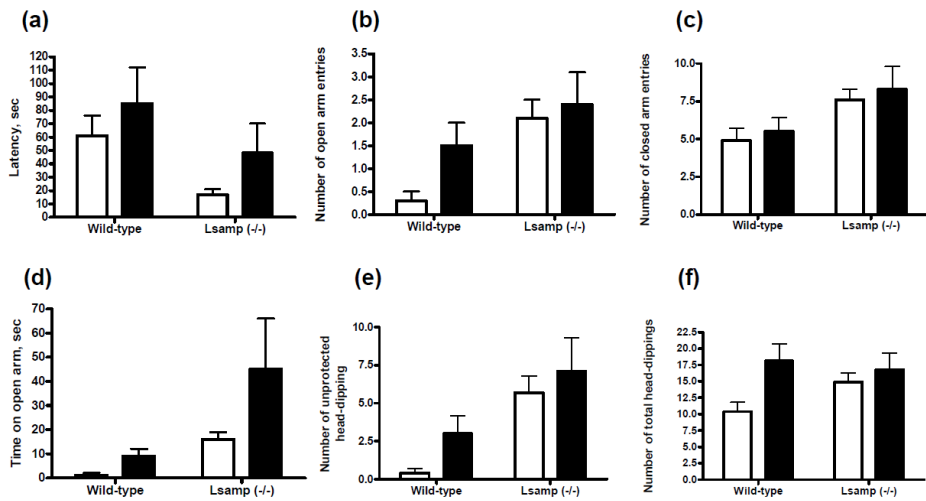 (a)
Latency, sec
120
110
100
90
80
70
60
50
40
30
20
10
0
Wild-type Lsamp (-/-)
(b)
Number of open arm entries
3.5
3.0
2.5
2.0
1.5
1.0
0.5
0.0
Wild-type Lsamp (-/-)
(c)
Number of closed arm entries
10.0
7.5
5.0
2.5
0.0
Wild-type Lsamp (-/-)
(d)
Time on open arm, sec
70
60
50
40
30
20
10
0
Wild-type Lsamp (-/-)
(e)
Number of unprotected
head-dipping
10.0
7.5
5.0
2.5
0.0
Wild-type Lsamp (-/-)
(f)
Number of total head-dippings
22.5
20.0
17.5
15.0
12.5
10.0
7.5
5.0
2.5
0.0
Wild-type Lsamp (-/-)